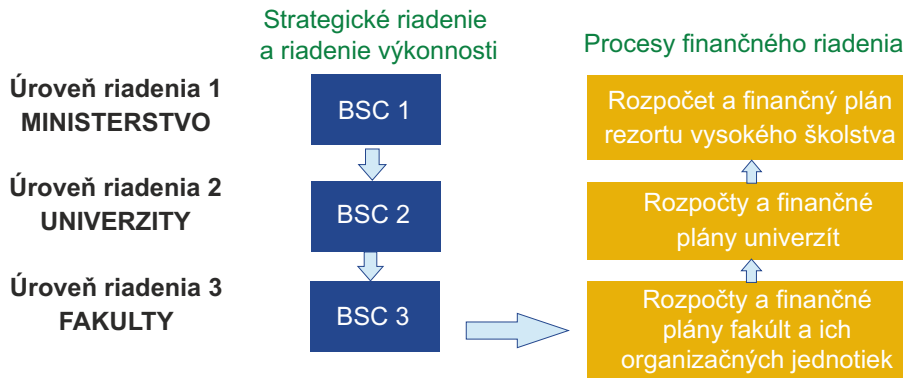 Strategické riadenie
a riadenie výkonnosti
Procesy finančného riadenia
Úroveň riadenia 1
MINISTERSTVO
BSC 1
Rozpočet a finančný plán
rezortu vysokého školstva
Úroveň riadenia 2
UNIVERZITY
BSC 2
Rozpočty a finančné
plány univerzít
Úroveň riadenia 3
FAKULTY
BSC 3
Rozpočty a finančné
plány fakúlt a ich
organizačných jednotiek